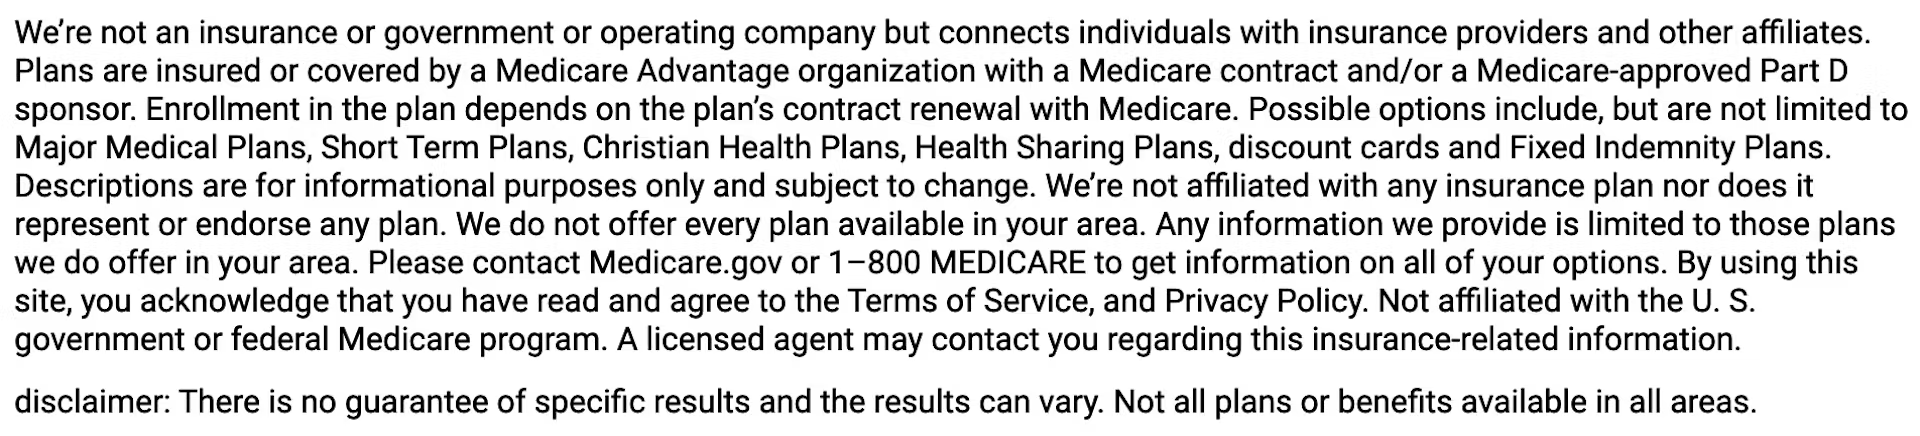 We’re not an insurance or government or operating company but connects individuals with insurance providers and other affiliates.
Plans are insured or covered by a Medicare Advantage organization with a Medicare contract and/or a Medicare-approved Part D
sponsor. Enrollment in the plan depends on the plan’s contract renewal with Medicare. Possible options include, but are not limited to
Major Medical Plans, Short Term Plans, Christian Health Plans, Health Sharing Plans, discount cards and Fixed Indemnity Plans.
Descriptions are for informational purposes only and subject to change. We’re not affiliated with any insurance plan nor does it
represent or endorse any plan. We do not offer every plan available in your area. Any information we provide is limited to those plans
we do offer in your area. Please contact Medicare.gov or 1–800 MEDICARE to get information on all of your options. By using this
site, you acknowledge that you have read and agree to the Terms of Service, and Privacy Policy. Not affiliated with the U. S.
government or federal Medicare program. A licensed agent may contact you regarding this insurance-related information.
disclaimer: There is no guarantee of specific results and the results can vary. Not all plans or benefits available in all areas.